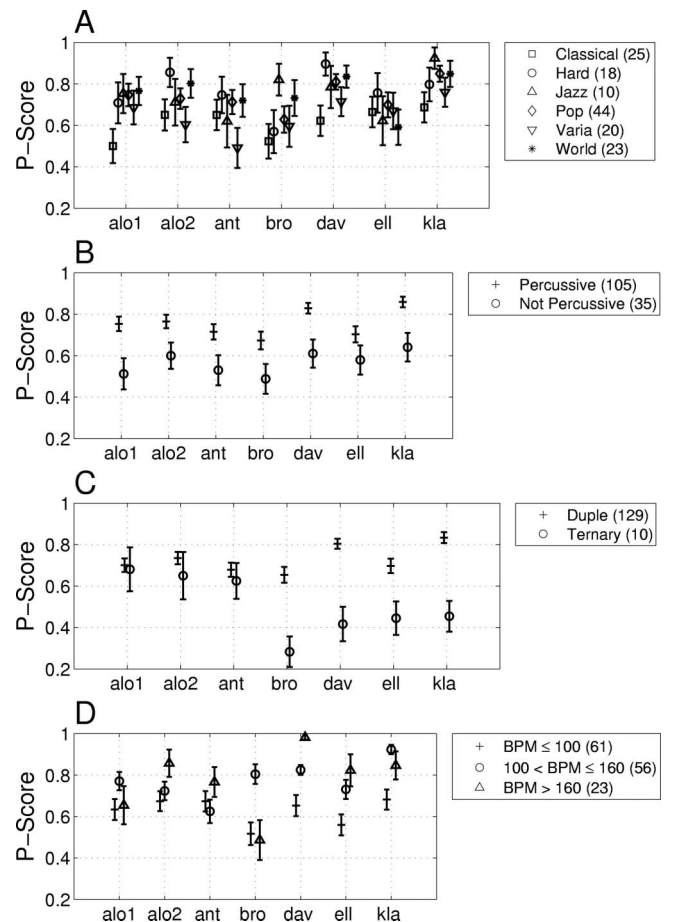 A
P-Score
1
0.8
0.6
0.4
0.2
alo1 alo2 ant bro dav ell kla
Classical (25)
Hard (18)
Jazz (10)
Pop (44)
Varia (20)
World (23)
B
P-Score
1
0.8
0.6
0.4
0.2
alo1 alo2 ant bro dav ell kla
Percussive (105)
Not Percussive (35)
C
P-Score
1
0.8
0.6
0.4
0.2
alo1 alo2 ant bro dav ell kla
Duple (129)
Ternary (10)
D
P-Score
1
0.8
0.6
0.4
0.2
alo1 alo2 ant bro dav ell kla
BPM ≤ 100 (61)
100 < BPM ≤ 160 (56)
BPM > 160 (23)